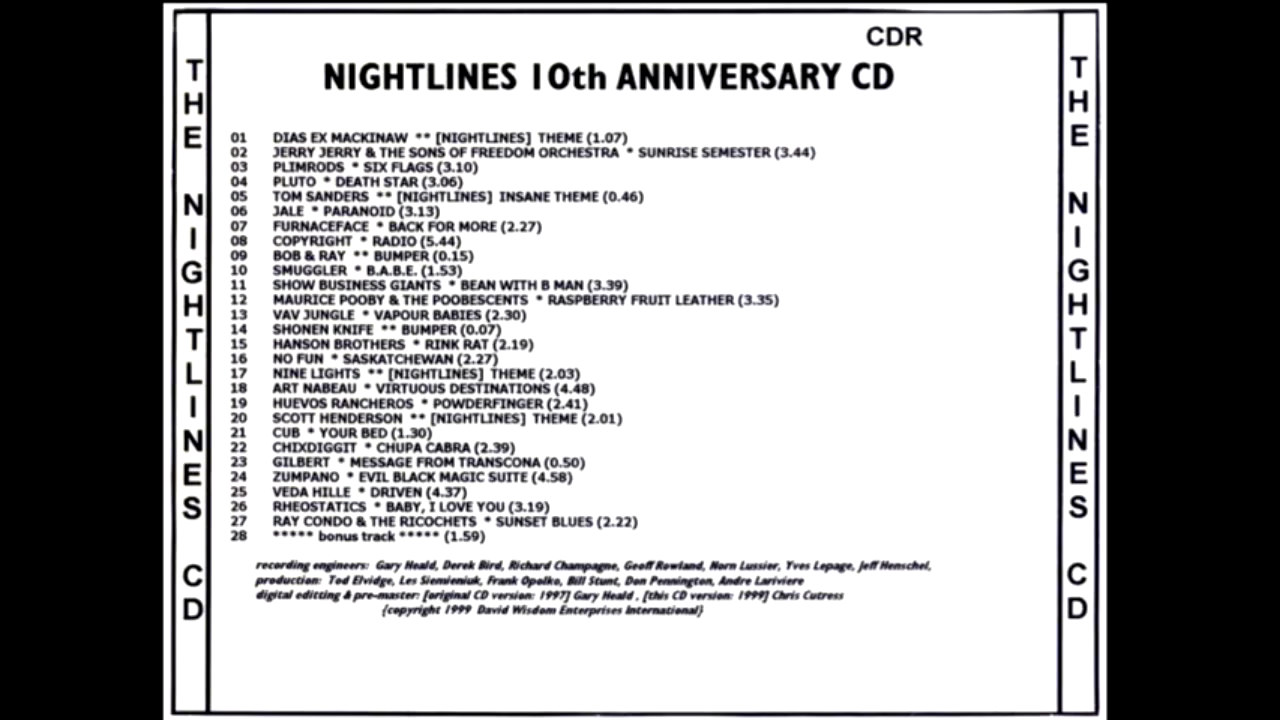 CDR
NIGHTLINES 10th ANNIVERSARY CD
01 DIAS EX MACKINAW ** [NIGHTLINES] THEME (1.07)
02 JERRY JERRY & THE SONS OF FREEDOM ORCHESTRA * SUNRISE SEMESTER (3.44)
03 PLIMRODS * SIX FLAGS (3.10)
04 PLUTO * DEATH STAR (3.06)
05 TOM SANDERS ** [NIGHTLINES] INSANE THEME (0.46)
06 JALE * PARANOID (3.13)
07 FURNACEFACE * BACK FOR MORE (2.27)
08 COPYRIGHT * RADIO (5.44)
09 BOB & RAY ** BUMPER (0.15)
10 SMUGGLER * B.A.B.E. (1.53)
11 SHOW BUSINESS GIANTS * BEAN WITH B MAN (3.39)
12 MAURICE POOBY & THE POOBESCENTS * RASPBERRY FRUIT LEATHER (3.35)
13 VAV JUNGLE * VAPOUR BABIES (2.30)
14 SHONEN KNIFE ** BUMPER (0.07)
15 HANSON BROTHERS * RINK RAT (2.19)
16 NO FUN * SASKATCHEWAN (2.27)
17 NINE LIGHTS ** [NIGHTLINES] THEME (2.03)
18 ART NABEAU * VIRTUOUS DESTINATIONS (4.48)
19 HUEVOS RANCHEROS * POWDERFINGER (2.41)
20 SCOTT HENDERSON ** [NIGHTLINES] THEME (2.01)
21 CUB * YOUR BED (1.30)
22 CHIXDIGGIT * CHUPA CABRA (2.39)
23 GILBERT * MESSAGE FROM TRANSCONA (0.50)
24 ZUMPANO * EVIL BLACK MAGIC SUITE (4.58)
25 VEDA HILLE * DRIVEN (4.37)
26 RHEOSTATICS * BABY, I LOVE YOU (3.19)
27 RAY CONDO & THE RICOCHETS * SUNSET BLUES (2.22)
28 ***** bonus track ***** (1.59)
recording engineers: Gary Heald, Derek Bird, Richard Champagne, Geoff Rowland, Norn Lussier, Yves Lepage, Jeff Henschel,
production: Tod Elvidge, Les Siemieniuk, Frank Opolko, Bill Stunt, Don Pennington, Andre Lariviere
digital editting & pre-master: [original CD version: 1997] Gary Heald , [this CD version: 1999] Chris Cutress
{copyright 1999 David Wisdom Enterprises International}
THE NIGHTLINES CD
THE NIGHTLINES CD